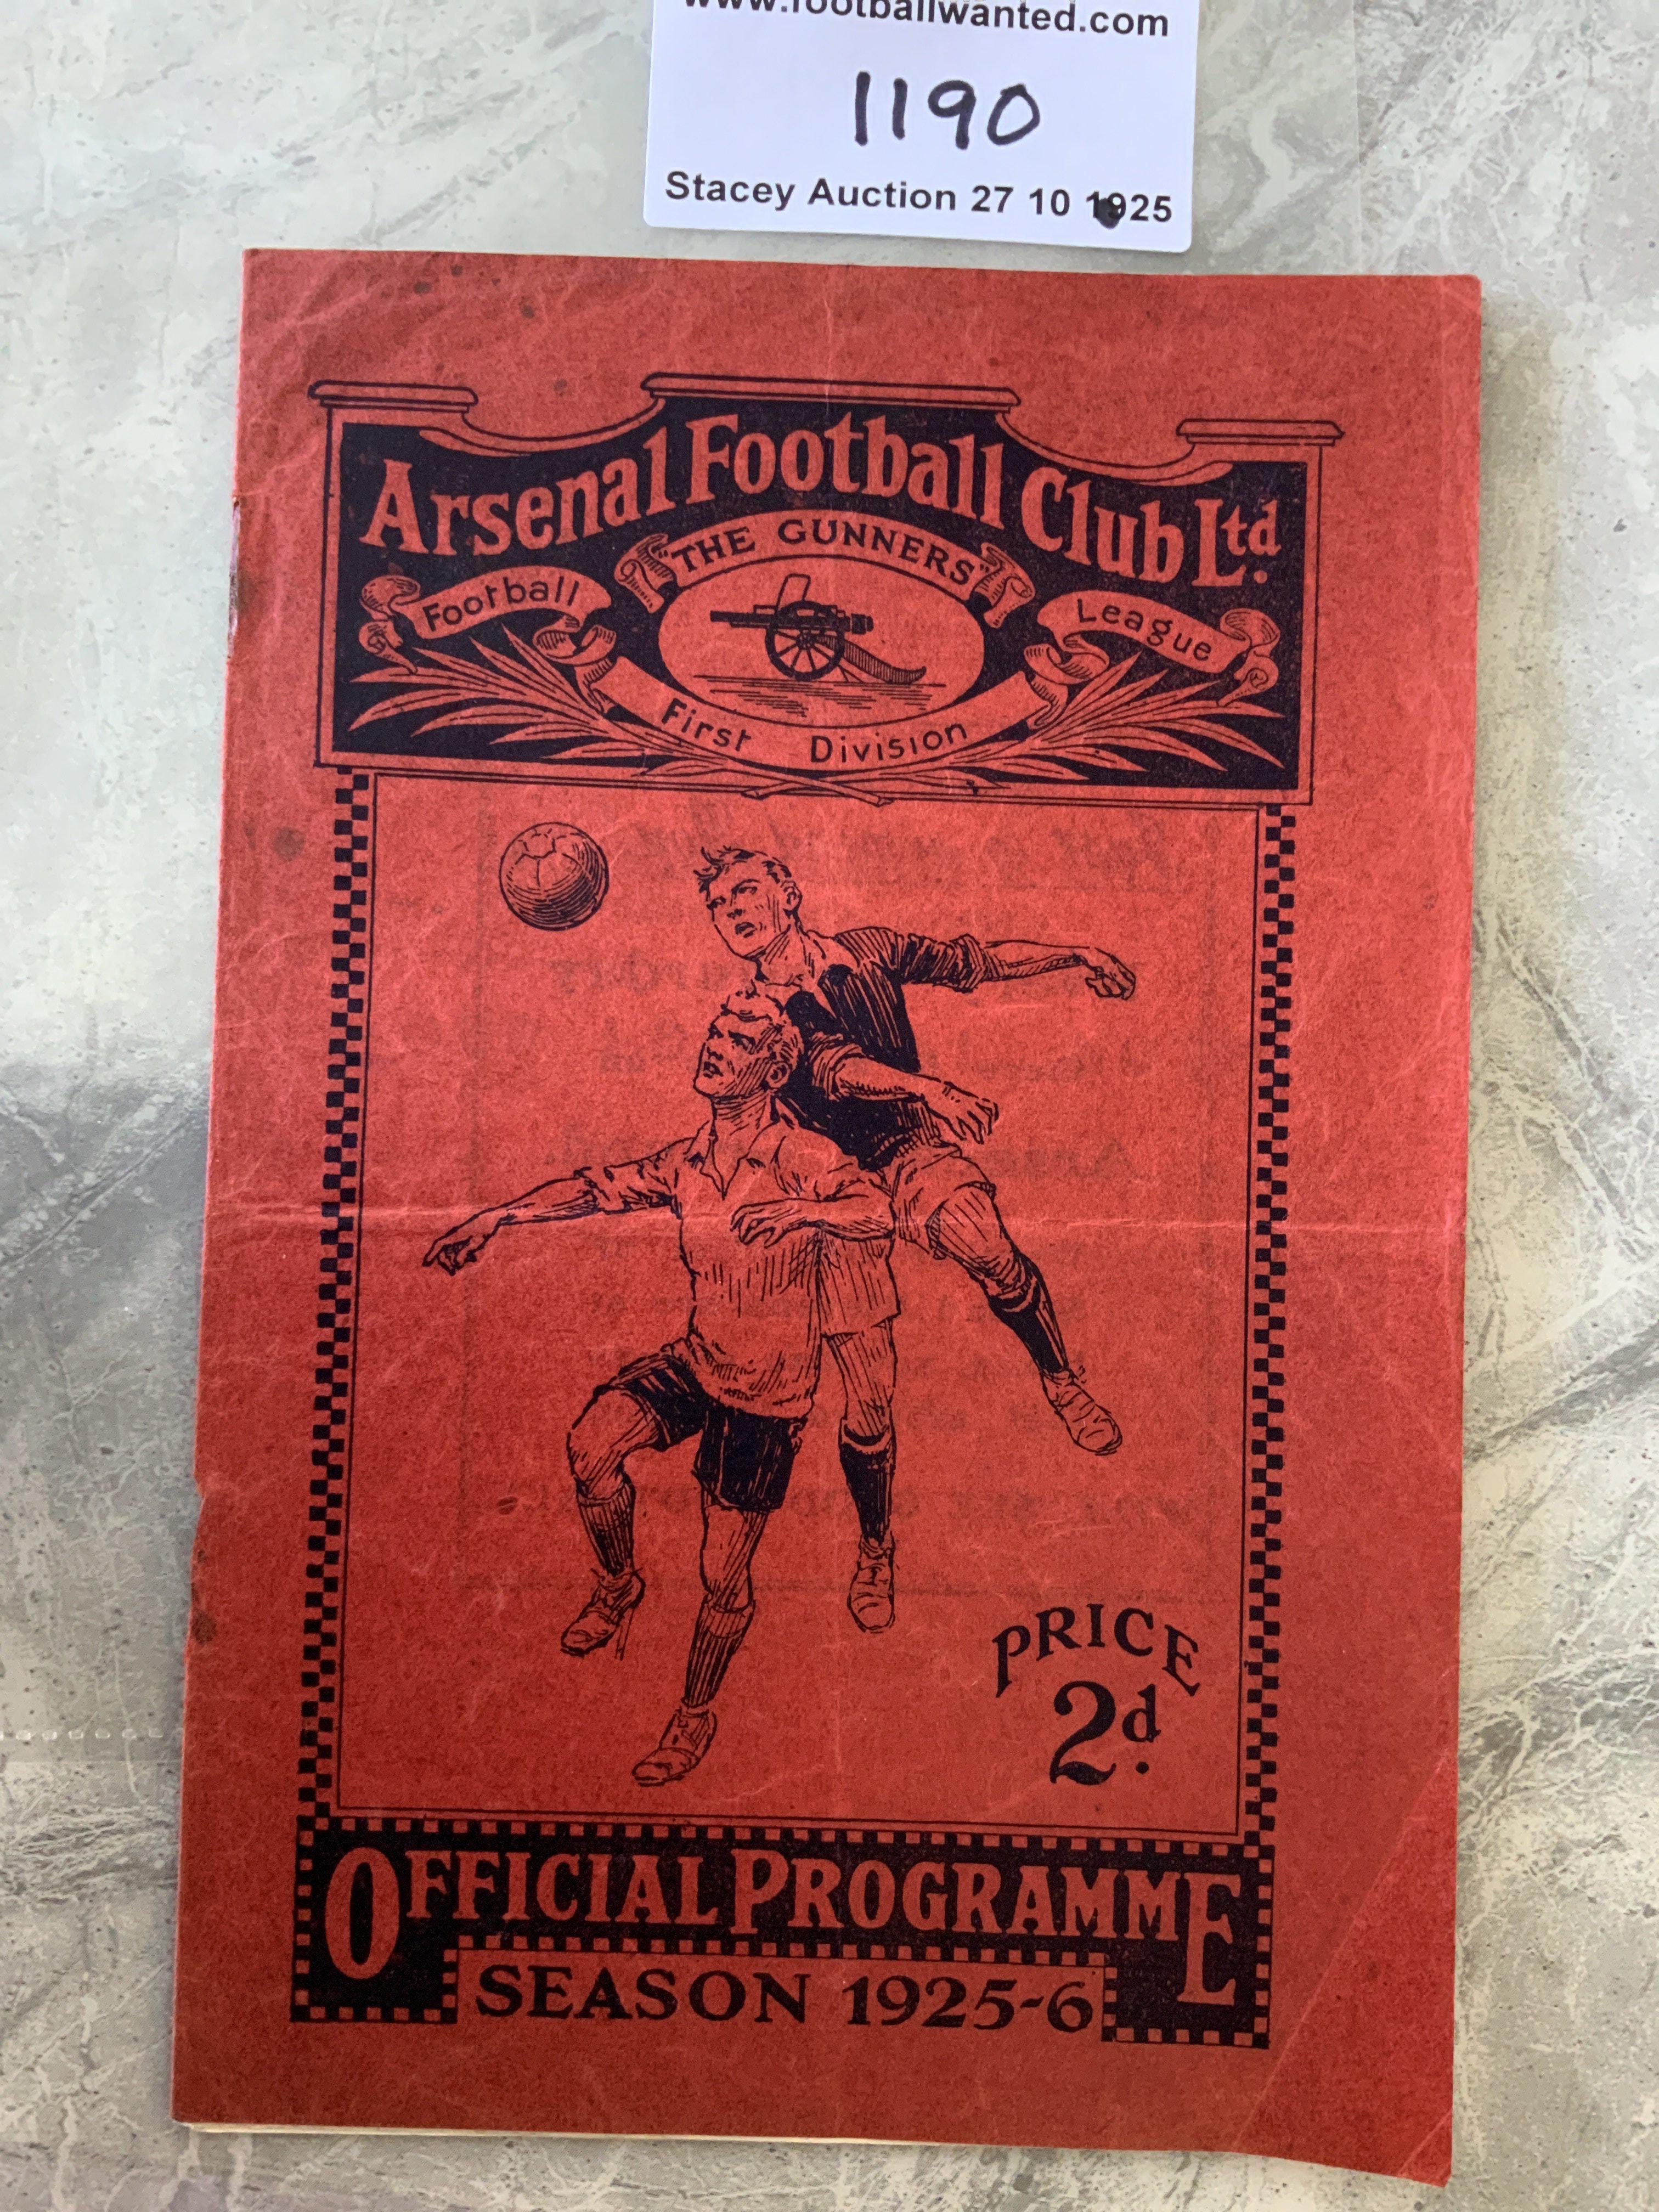 www.footballwanted.com
1190
Stacey Auction 27 10 1925
Arsenal Football Club Ltd.
"THE GUNNERS"
Football League
First Division
PRICE
2d.
OFFICIAL PROGRAMME
SEASON 1925-6